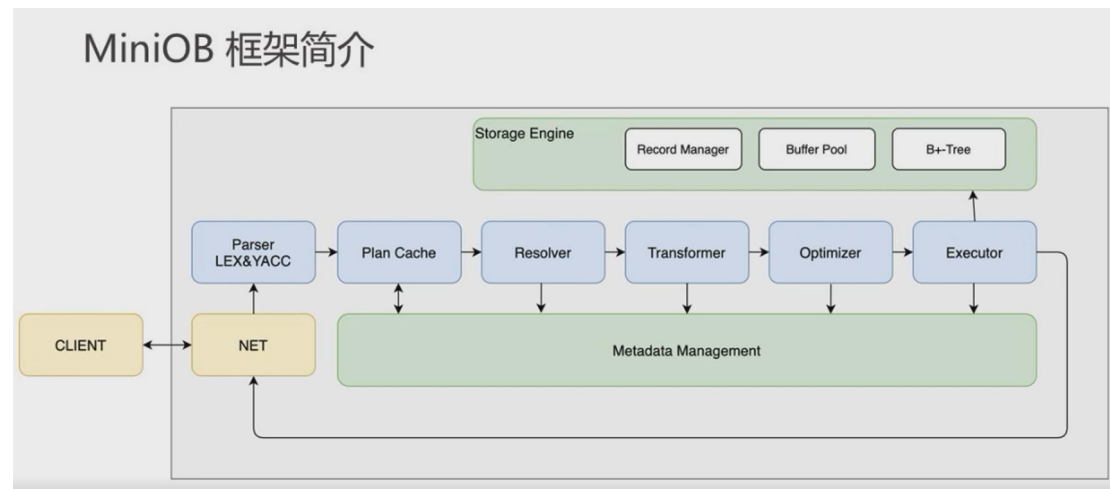 MiniOB 框架简介
Storage Engine
Record Manager
Buffer Pool
B+-Tree
Parser
LEX&YACC
Plan Cache
Resolver
Transformer
Optimizer
Executor
CLIENT
NET
Metadata Management